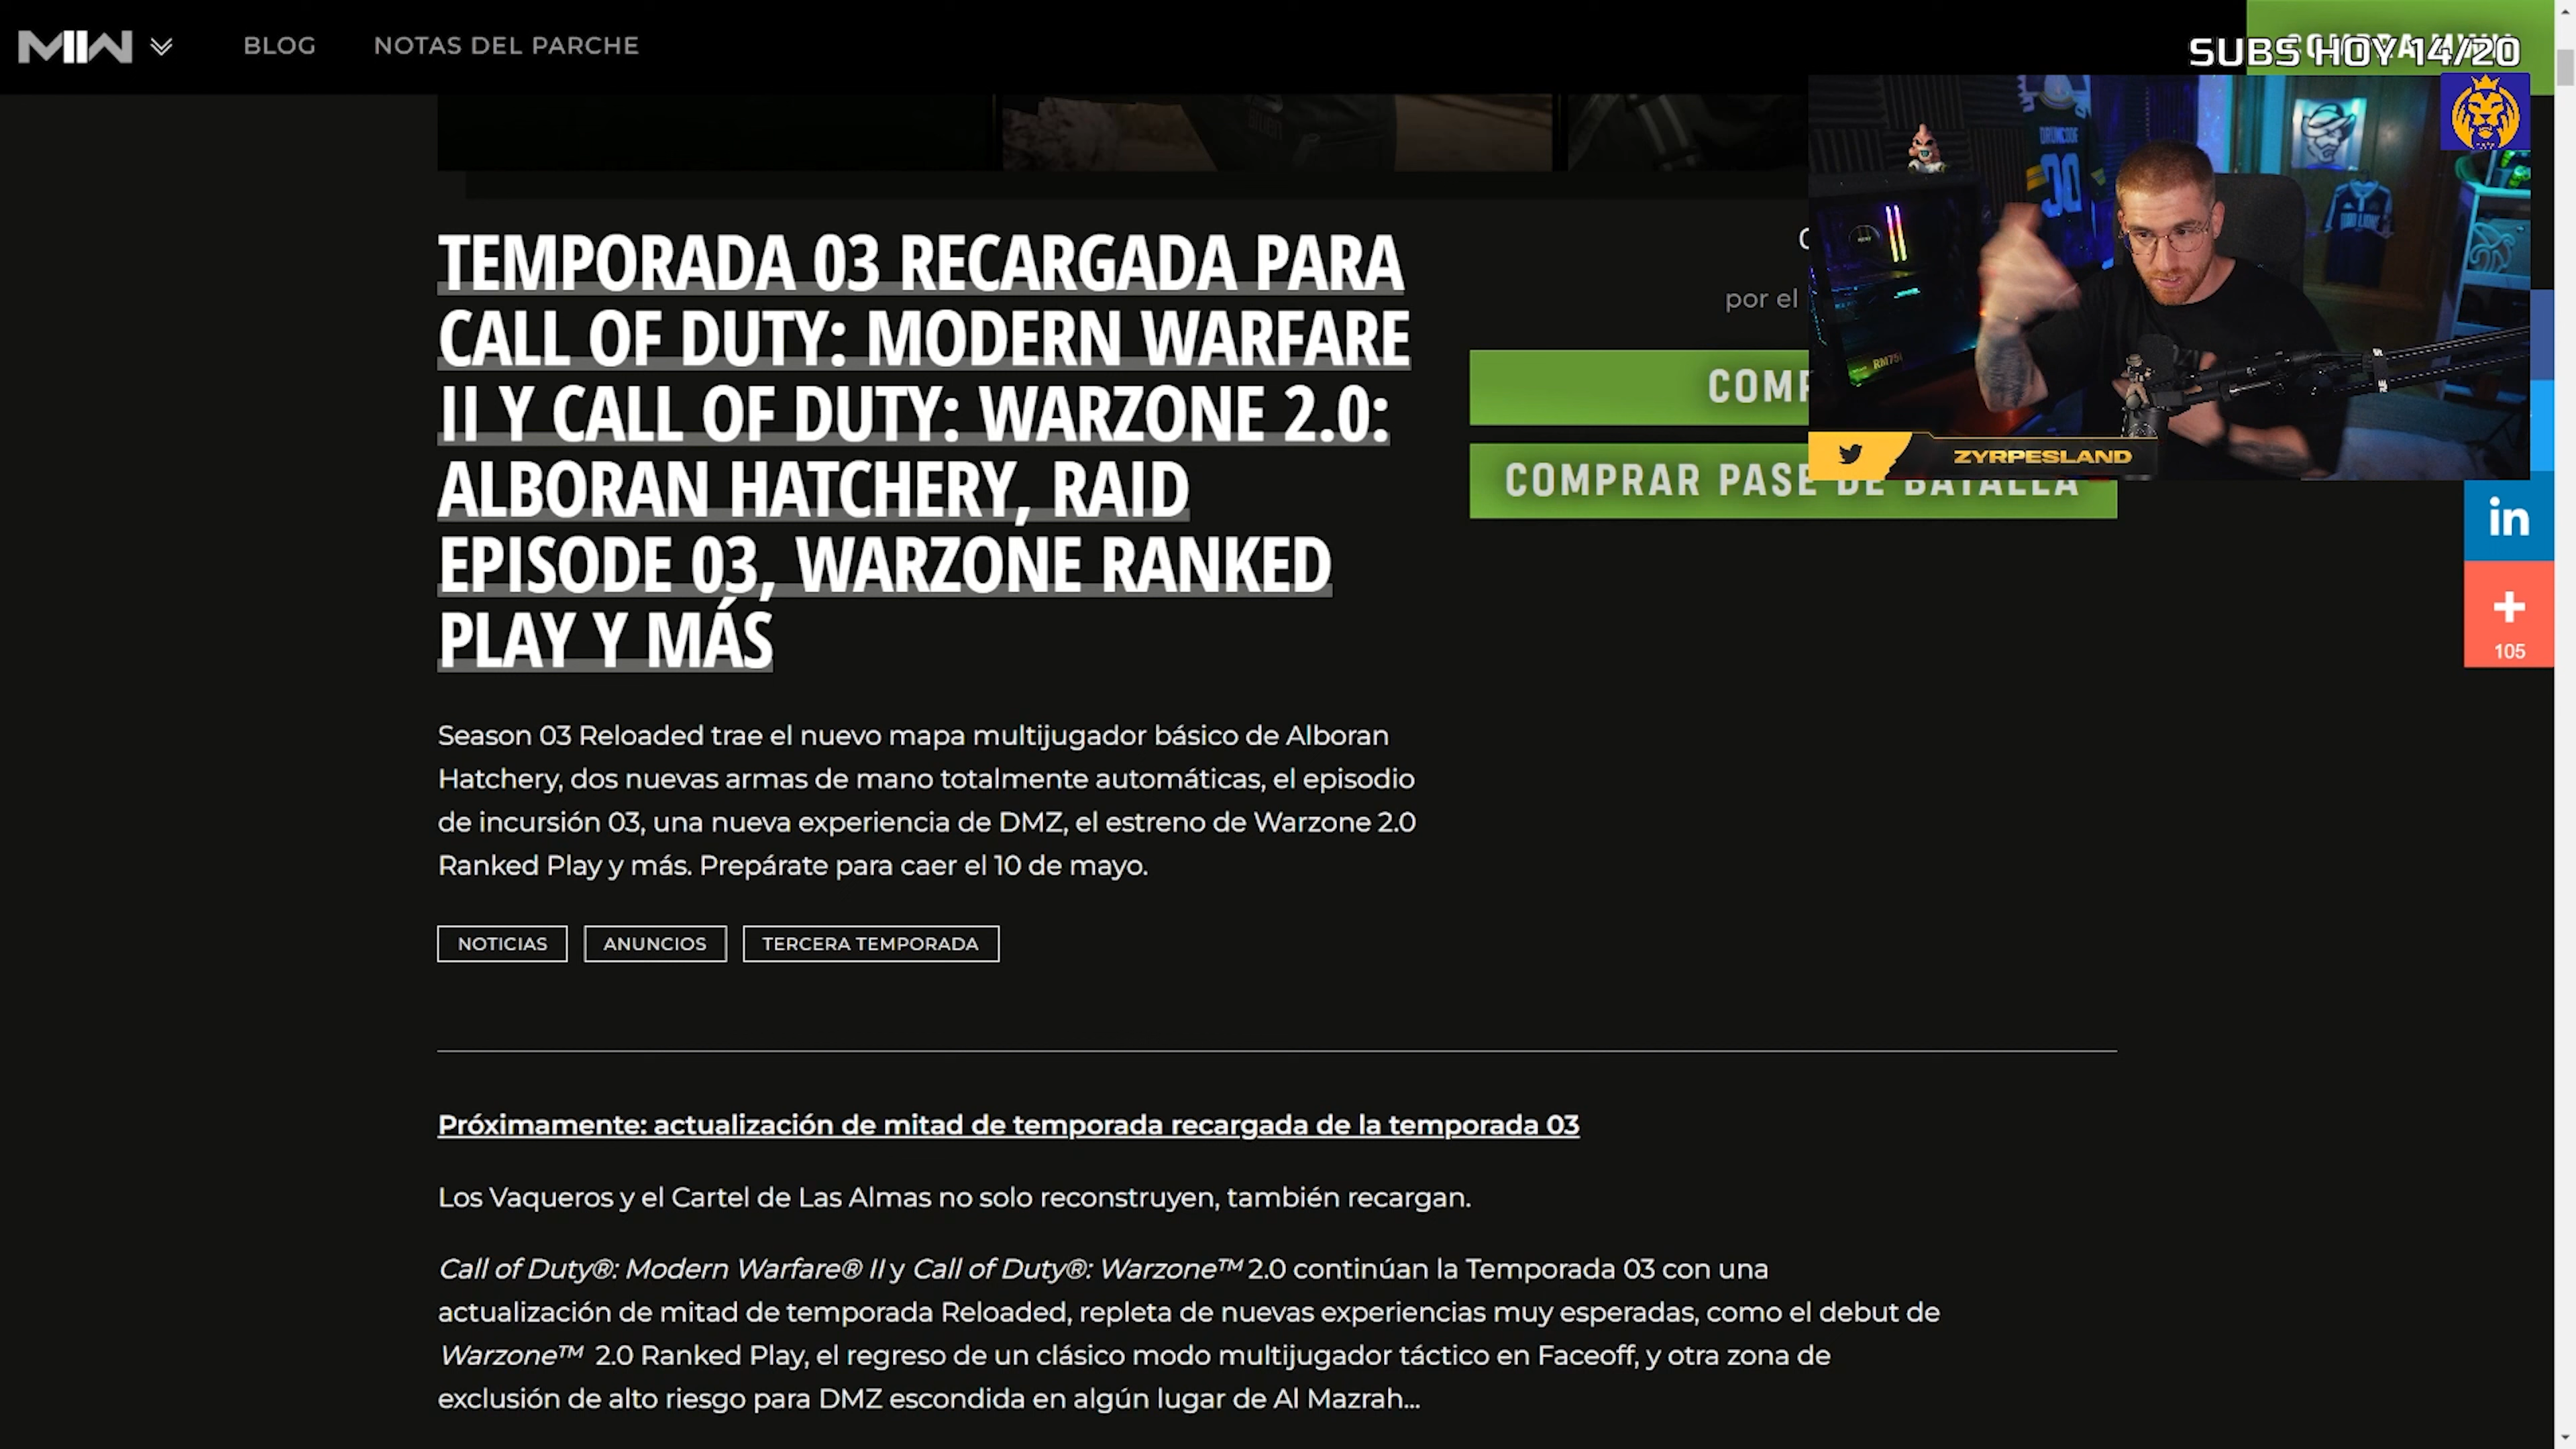 MW
BLOG
NOTAS DEL PARCHE
SUBS HOY 14/20
TEMPORADA 03 RECARGADA PARA
CALL OF DUTY: MODERN WARFARE
II Y CALL OF DUTY: WARZONE 2.0:
ALBORAN HATCHERY, RAID
EPISODE 03, WARZONE RANKED
PLAY Y MÁS
por el
COMPRAR PASE DE BATALLA
ZYRPESLAND
in
+
105
Season 03 Reloaded trae el nuevo mapa multijugador básico de Alboran
Hatchery, dos nuevas armas de mano totalmente automáticas, el episodio
de incursión 03, una nueva experiencia de DMZ, el estreno de Warzone 2.0
Ranked Play y más. Prepárate para caer el 10 de mayo.
NOTICIAS
ANUNCIOS
TERCERA TEMPORADA
Próximamente: actualización de mitad de temporada recargada de la temporada 03
Los Vaqueros y el Cartel de Las Almas no solo reconstruyen, también recargan.
Call of Duty®: Modern Warfare® II y Call of Duty®: Warzone™ 2.0 continúan la Temporada 03 con una
actualización de mitad de temporada Reloaded, repleta de nuevas experiencias muy esperadas, como el debut de
Warzone™ 2.0 Ranked Play, el regreso de un clásico modo multijugador táctico en Faceoff, y otra zona de
exclusión de alto riesgo para DMZ escondida en algún lugar de Al Mazrah...